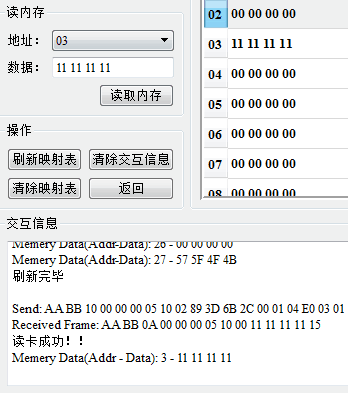 读内存
地址： 03
数据： 11 11 11 11
读取内存
操作
刷新映射表 清除交互信息
清除映射表 返回
02 00 00 00 00
03 11 11 11 11
04 00 00 00 00
05 00 00 00 00
06 00 00 00 00
07 00 00 00 00
08 00 00 00 00
交互信息
Memery Data(Addr-Data): 26 - 00 00 00 00
Memery Data(Addr-Data): 27 - 57 5F 4F 4B
刷新完毕
Send: AA BB 10 00 00 00 05 10 02 89 3D 6B 2C 00 01 04 E0 03 01
Received Frame: AA BB 0A 00 00 00 05 10 00 11 11 11 11 15
读卡成功！！
Memery Data(Addr - Data): 3 - 11 11 11 11